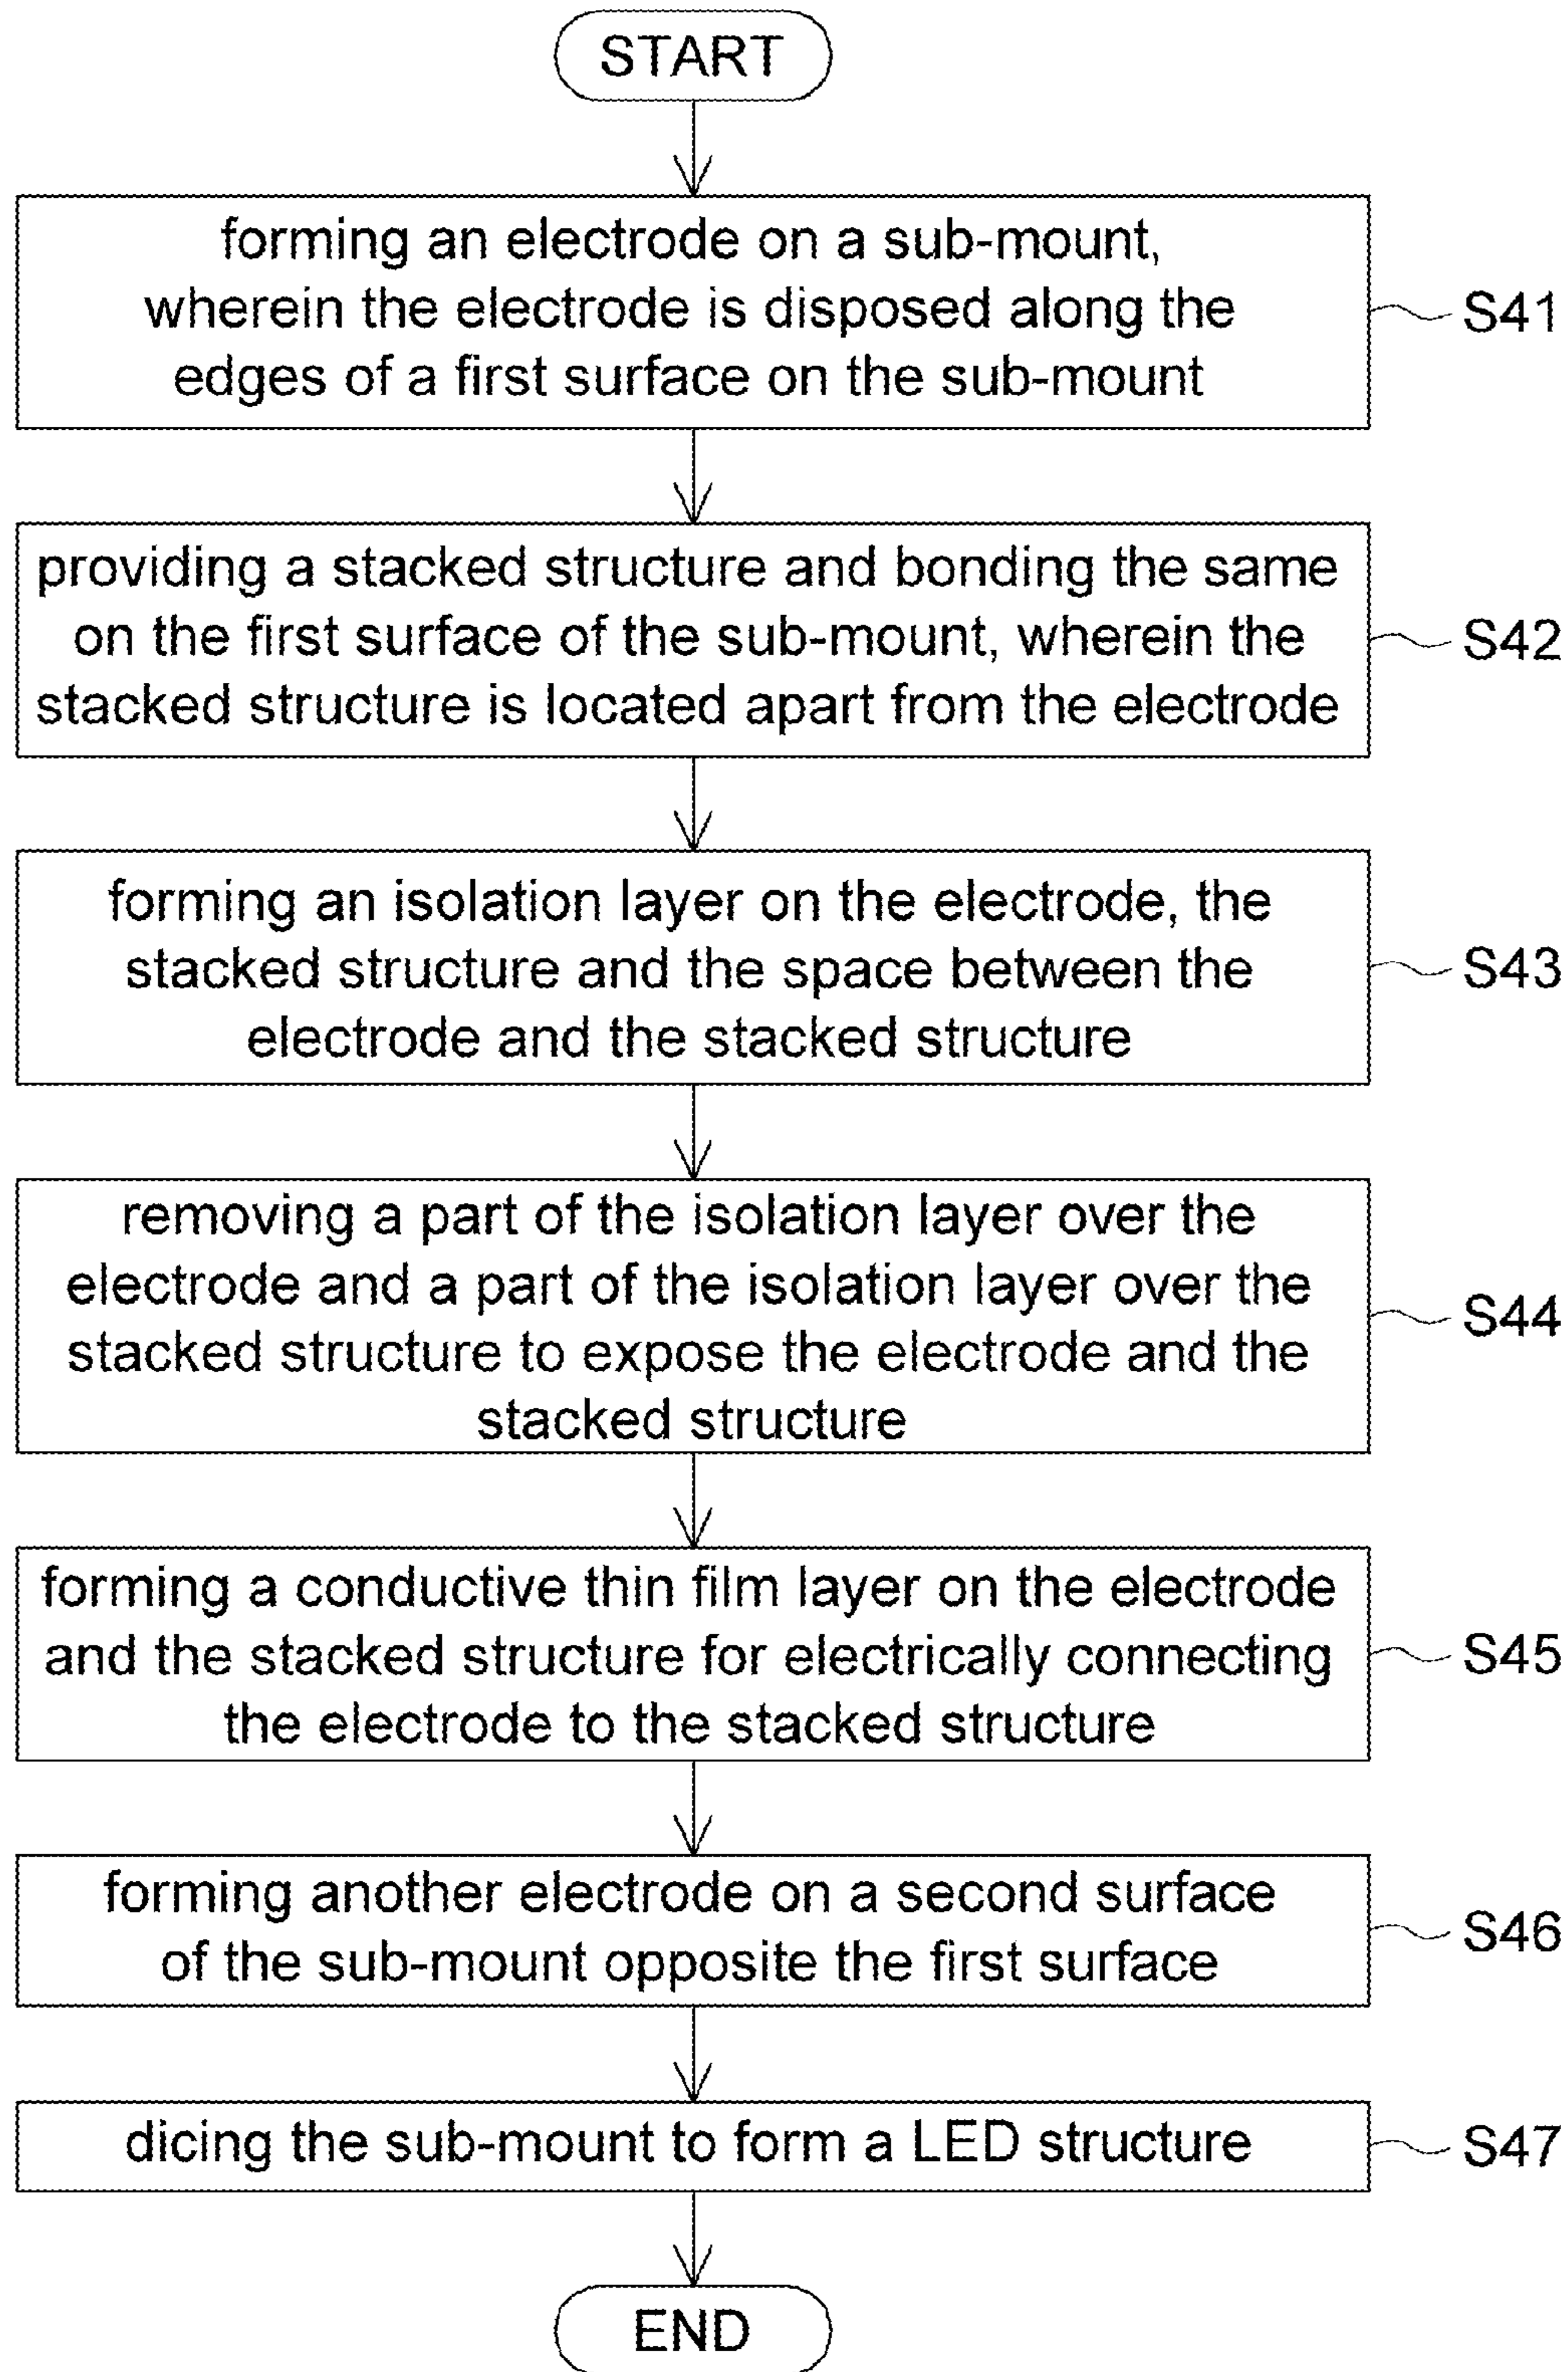 START
forming an electrode on a sub-mount,
wherein the electrode is disposed along the
edges of a first surface on the sub-mount
S41
providing a stacked structure and bonding the same
on the first surface of the sub-mount, wherein the
stacked structure is located apart from the electrode
S42
forming an isolation layer on the electrode, the
stacked structure and the space between the
electrode and the stacked structure
S43
removing a part of the isolation layer over the
electrode and a part of the isolation layer over the
stacked structure to expose the electrode and the
stacked structure
S44
forming a conductive thin film layer on the electrode
and the stacked structure for electrically connecting
the electrode to the stacked structure
S45
forming another electrode on a second surface
of the sub-mount opposite the first surface
S46
dicing the sub-mount to form a LED structure
S47
END